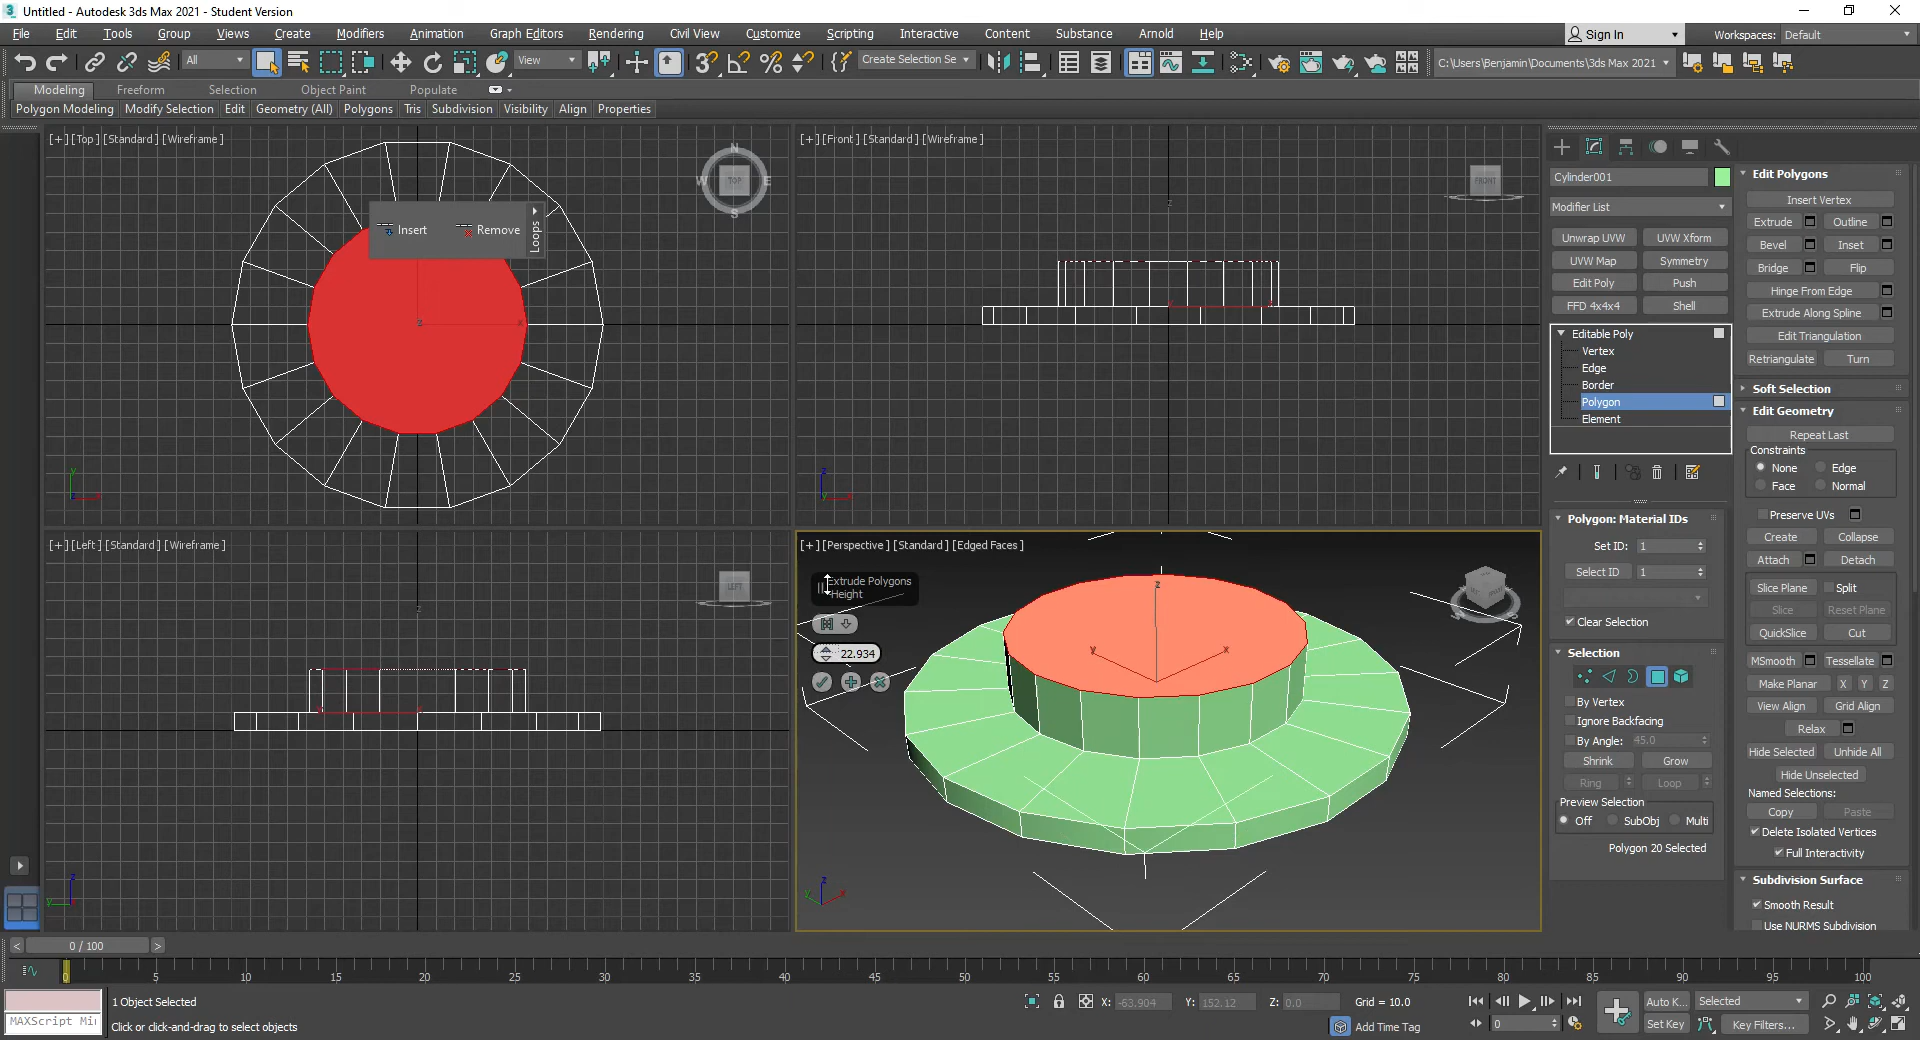 Untitled - Autodesk 3ds Max 2021 - Student Version
File Edit Tools Group Views Create Modifiers Animation Graph Editors Rendering Civil View Customize Scripting Interactive Content Substance Arnold Help Sign In Workspaces: Default
All View Create Selection Se C:\Users\Benjamin\Documents\3ds Max 2021
Modeling Freeform Selection Object Paint Populate
Polygon Modeling Modify Selection Edit Geometry (All) Polygons Tris Subdivision Visibility Align Properties
[+] [Top] [Standard] [Wireframe]
N
W TOP E
S
Insert Remove
Loops
z x
y
[+] [Front] [Standard] [Wireframe]
FRONT
z
[+] [Left] [Standard] [Wireframe]
LEFT
z
y
[+] [Perspective] [Standard] [Edged Faces]
Extrude Polygons
Height
22.934
z
y x
z
y x
Cylinder001
Modifier List
Unwrap UVW UVW Xform
UVW Map Symmetry
Edit Poly Push
FFD 4x4x4 Shell
Editable Poly
Vertex
Edge
Border
Polygon
Element
Polygon: Material IDs
Set ID: 1
Select ID 1
Clear Selection
Selection
By Vertex
Ignore Backfacing
By Angle: 45.0
Shrink Grow
Ring Loop
Preview Selection
Off SubObj Multi
Polygon 20 Selected
Edit Polygons
Insert Vertex
Extrude Outline
Bevel Inset
Bridge Flip
Hinge From Edge
Extrude Along Spline
Edit Triangulation
Retriangulate Turn
Soft Selection
Edit Geometry
Repeat Last
Constraints
None Edge
Face Normal
Preserve UVs
Create Collapse
Attach Detach
Slice Plane Split
Slice Reset Plane
QuickSlice Cut
MSmooth Tessellate
Make Planar X Y Z
View Align Grid Align
Relax
Hide Selected Unhide All
Hide Unselected
Named Selections:
Copy Paste
Delete Isolated Vertices
Full Interactivity
Subdivision Surface
Smooth Result
Use NURMS Subdivision
< 0 / 100 >
0 5 10 15 20 25 30 35 40 45 50 55 60 65 70 75 80 85 90 95 100
1 Object Selected X: -63.904 Y: 152.12 Z: 0.0 Grid = 10.0 Auto K... Selected
MAXScript Mi Click or click-and-drag to select objects Add Time Tag 0 Set Key Key Filters...